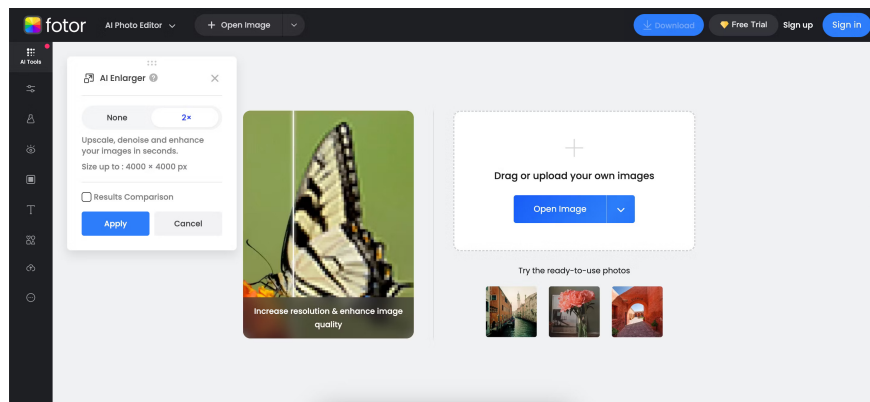 fotor
AI Photo Editor
+ Open Image
Download
Free Trial
Sign up
Sign in
AI Tools
AI Enlarger
None
2×
Upscale, denoise and enhance
your images in seconds.
Size up to : 4000 × 4000 px
Results Comparison
Apply
Cancel
Increase resolution & enhance image
quality
Drag or upload your own images
Open Image
Try the ready-to-use photos